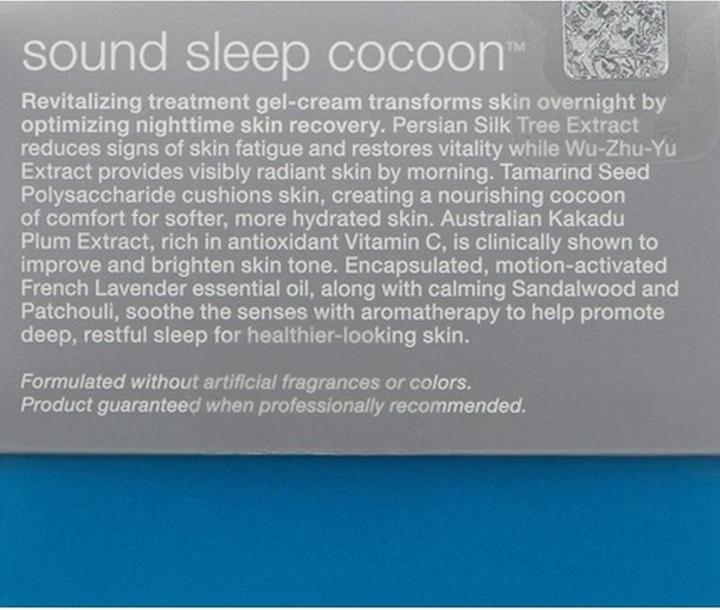 sound sleep cocoon™
Revitalizing treatment gel-cream transforms skin overnight by
optimizing nighttime skin recovery. Persian Silk Tree Extract
reduces signs of skin fatigue and restores vitality while Wu-Zhu-Yu
Extract provides visibly radiant skin by morning. Tamarind Seed
Polysaccharide cushions skin, creating a nourishing cocoon
of comfort for softer, more hydrated skin. Australian Kakadu
Plum Extract, rich in antioxidant Vitamin C, is clinically shown to
improve and brighten skin tone. Encapsulated, motion-activated
French Lavender essential oil, along with calming Sandalwood and
Patchouli, soothe the senses with aromatherapy to help promote
deep, restful sleep for healthier-looking skin.
Formulated without artificial fragrances or colors.
Product guaranteed when professionally recommended.